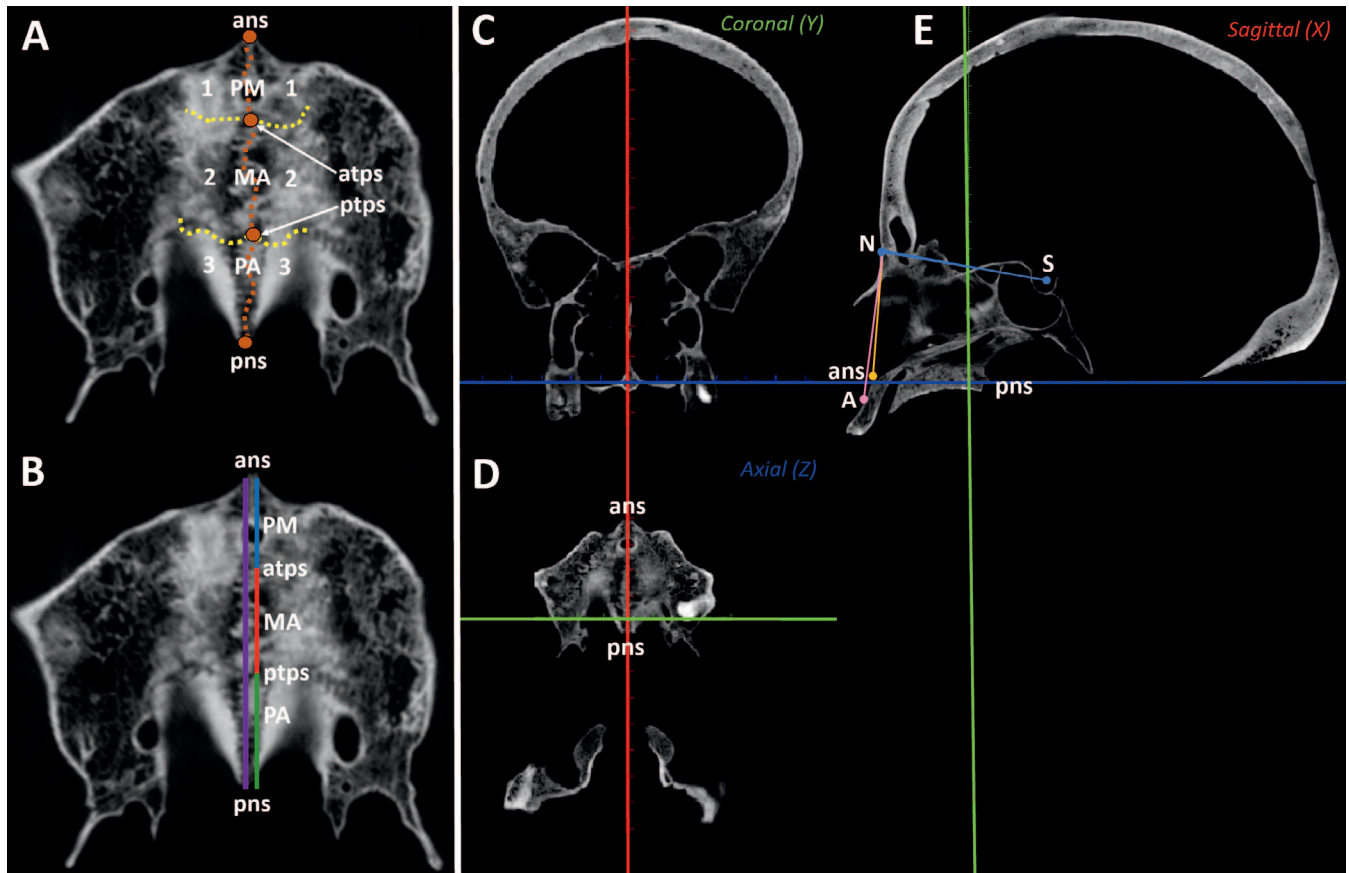 A
ans
1 PM 1
atps
2 MA 2
ptps
3 PA 3
pns
B
ans
PM
atps
MA
ptps
PA
pns
C
Coronal (Y)
D
Axial (Z)
ans
pns
E
Sagittal (X)
N
S
ans
pns
A